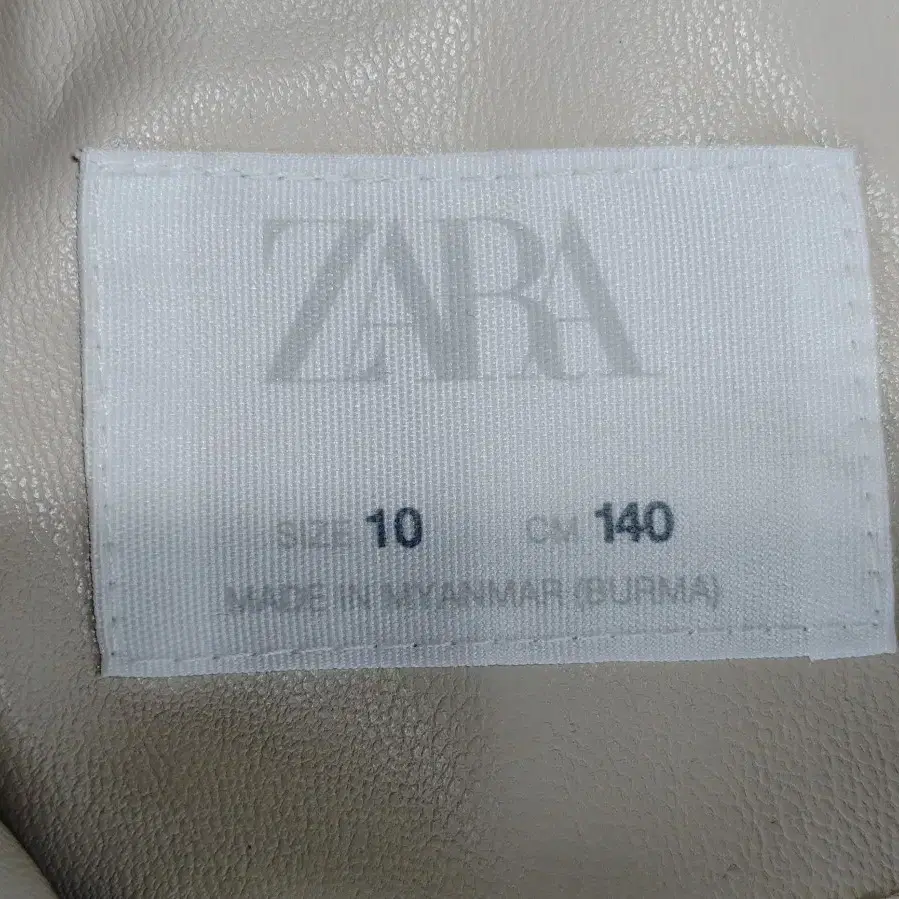 ZARA
SIZE 10 CM 140
MADE IN MYANMAR (BURMA)